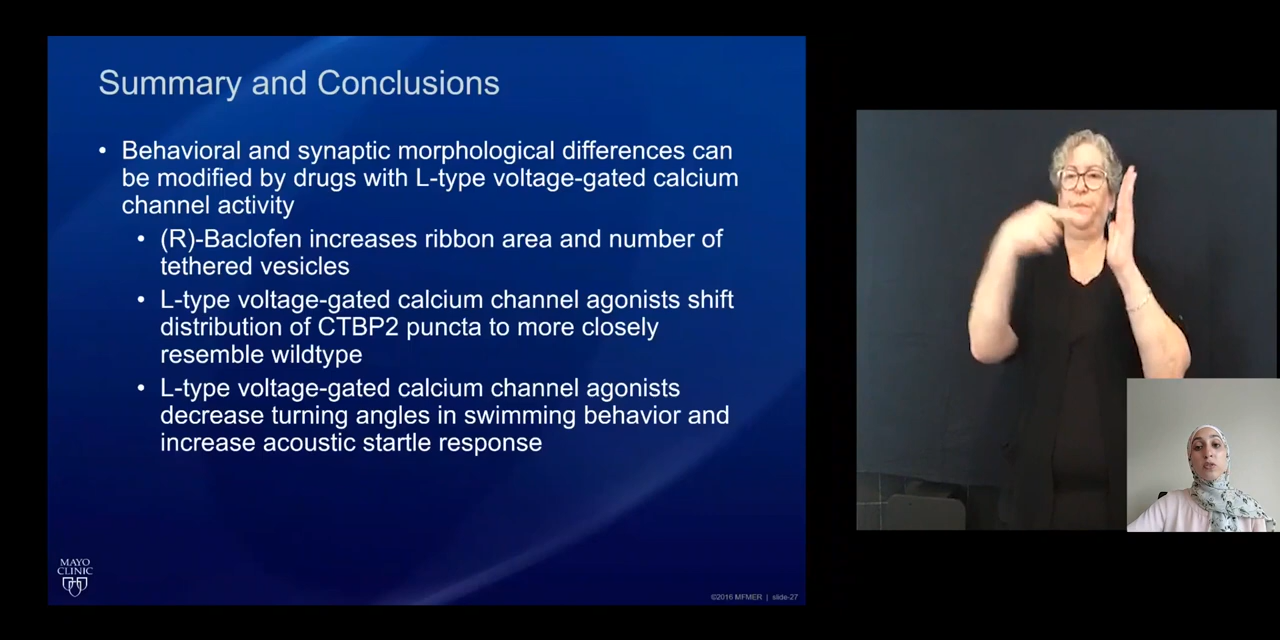 Summary and Conclusions
• Behavioral and synaptic morphological differences can
be modified by drugs with L-type voltage-gated calcium
channel activity
• (R)-Baclofen increases ribbon area and number of
tethered vesicles
• L-type voltage-gated calcium channel agonists shift
distribution of CTBP2 puncta to more closely
resemble wildtype
• L-type voltage-gated calcium channel agonists
decrease turning angles in swimming behavior and
increase acoustic startle response
MAYO
CLINIC
©2016 MFMER | slide-27